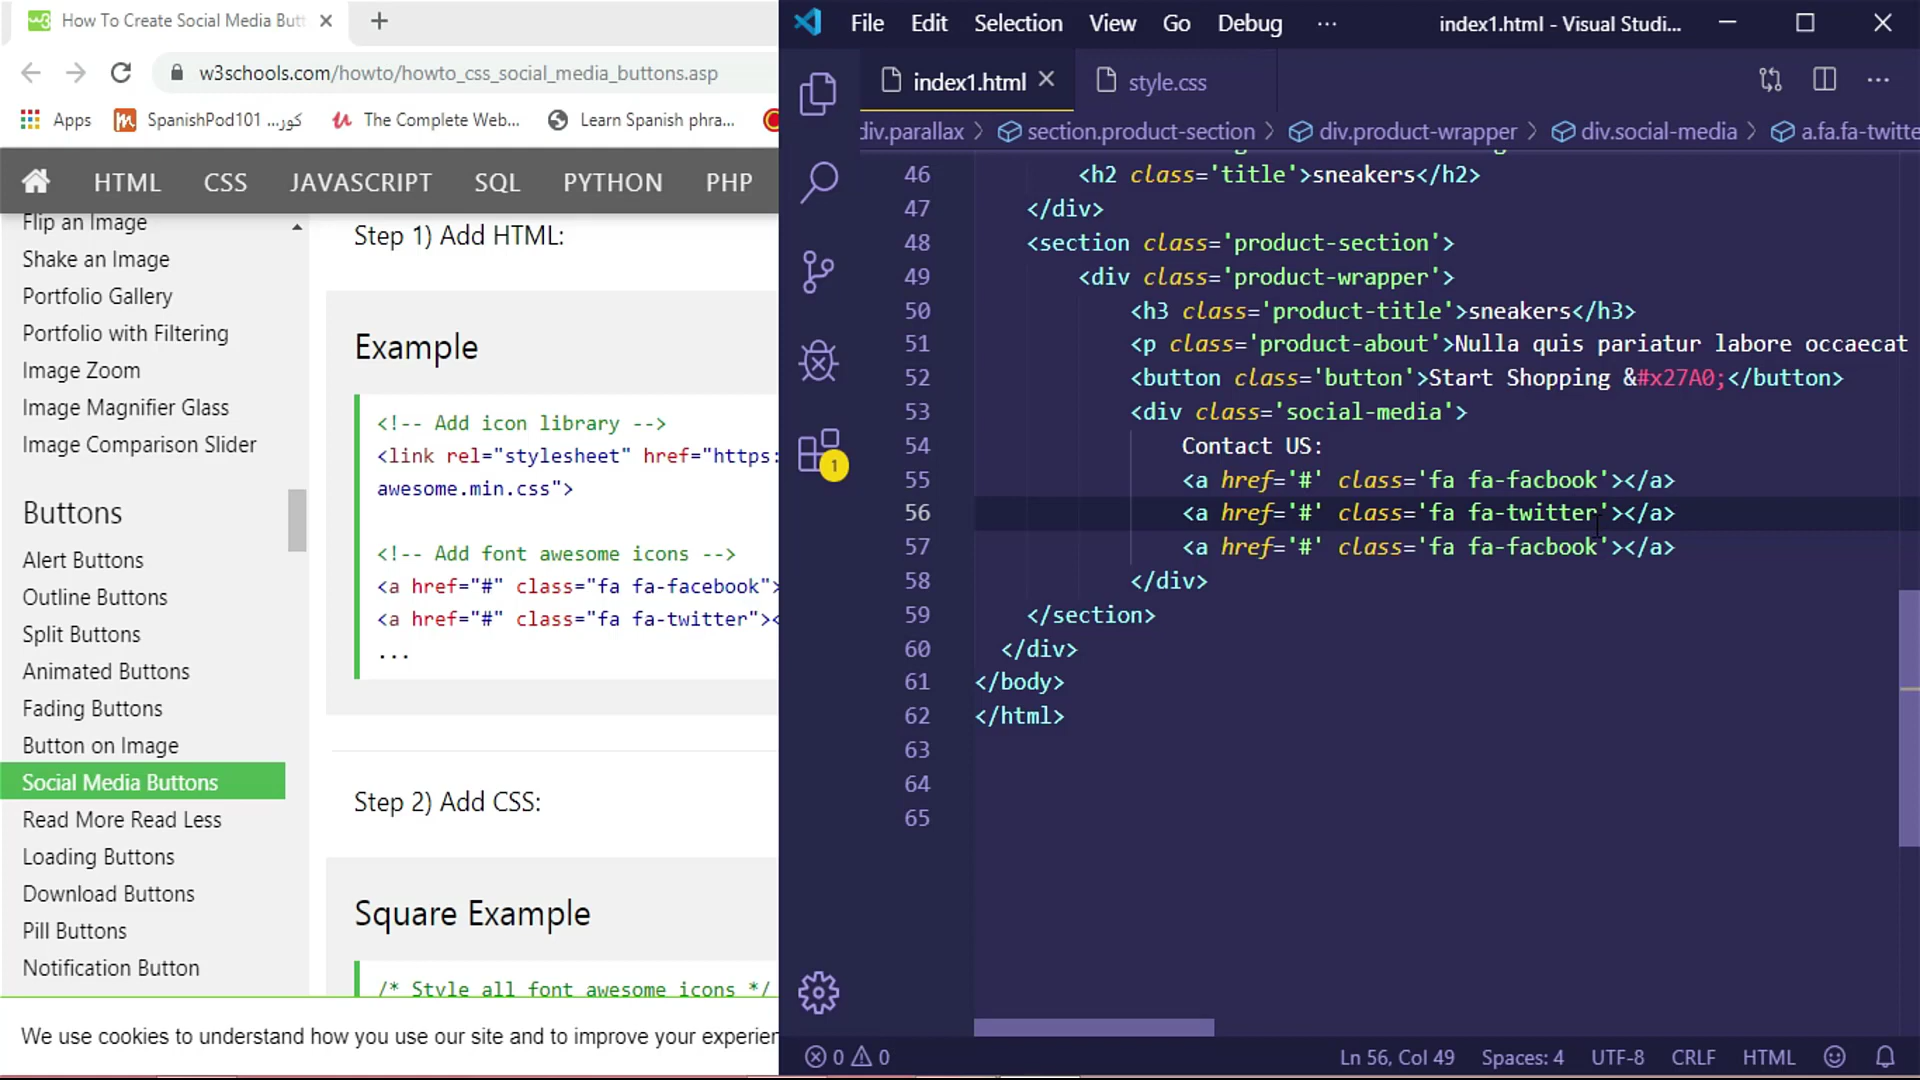 How To Create Social Media Butt
w3schools.com/howto/howto_css_social_media_buttons.asp
Apps
SpanishPod101 ...كور
The Complete Web...
Learn Spanish phra...
HTML CSS JAVASCRIPT SQL PYTHON PHP
Flip an Image
Shake an Image
Portfolio Gallery
Portfolio with Filtering
Image Zoom
Image Magnifier Glass
Image Comparison Slider
Buttons
Alert Buttons
Outline Buttons
Split Buttons
Animated Buttons
Fading Buttons
Button on Image
Social Media Buttons
Read More Read Less
Loading Buttons
Download Buttons
Pill Buttons
Notification Button
Step 1) Add HTML:
Example
<!-- Add icon library -->
<link rel="stylesheet" href="https:
awesome.min.css">
<!-- Add font awesome icons -->
<a href="#" class="fa fa-facebook">
<a href="#" class="fa fa-twitter"><
...
Step 2) Add CSS:
Square Example
/* Style all font awesome icons */
We use cookies to understand how you use our site and to improve your experien
File Edit Selection View Go Debug ...
index1.html - Visual Studi...
index1.html
style.css
div.parallax > section.product-section > div.product-wrapper > div.social-media > a.fa.fa-twitte
46 <h2 class='title'>sneakers</h2>
47 </div>
48 <section class='product-section'>
49 <div class='product-wrapper'>
50 <h3 class='product-title'>sneakers</h3>
51 <p class='product-about'>Nulla quis pariatur labore occaecat
52 <button class='button'>Start Shopping &#x27A0;</button>
53 <div class='social-media'>
54 Contact US:
55 <a href='#' class='fa fa-facbook'></a>
56 <a href='#' class='fa fa-twitter'></a>
57 <a href='#' class='fa fa-facbook'></a>
58 </div>
59 </section>
60 </div>
61 </body>
62 </html>
63
64
65
1
0 0
Ln 56, Col 49 Spaces: 4 UTF-8 CRLF HTML